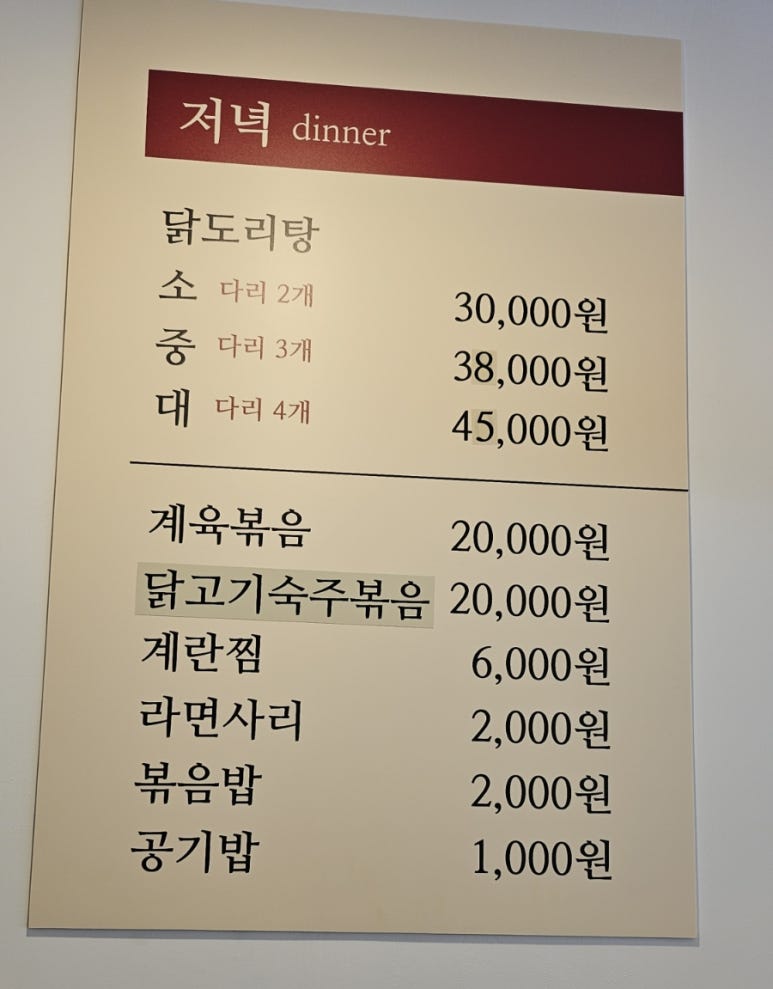 저녁 dinner
닭도리탕
소 다리 2개 30,000원
중 다리 3개 38,000원
대 다리 4개 45,000원
계육볶음 20,000원
닭고기숙주볶음 20,000원
계란찜 6,000원
라면사리 2,000원
볶음밥 2,000원
공기밥 1,000원